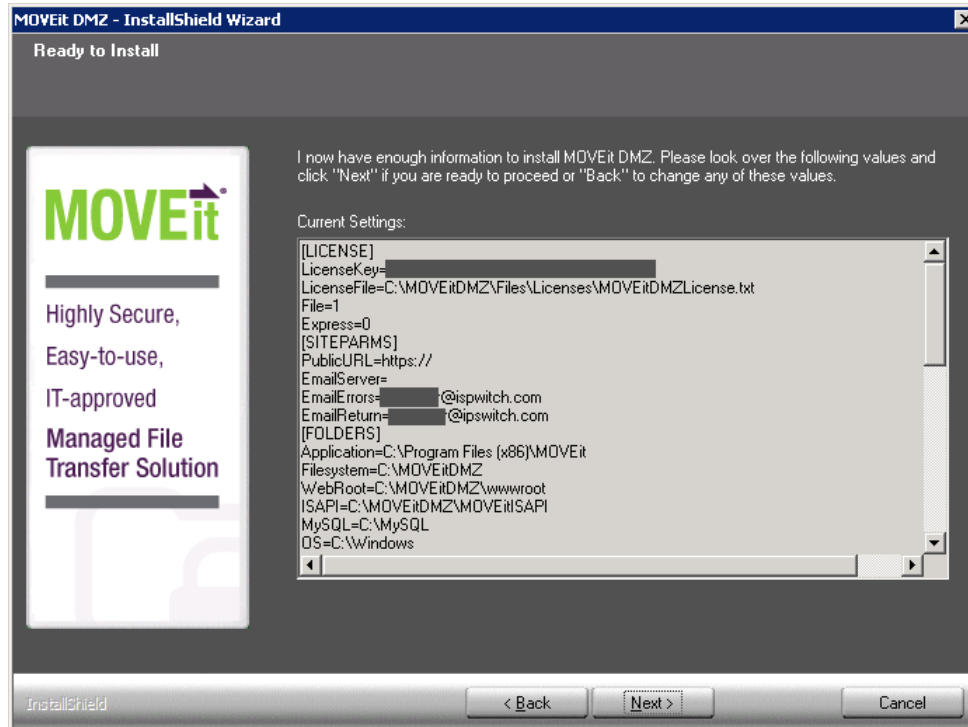 MOVEit DMZ - InstallShield Wizard
Ready to Install
MOVEit
Highly Secure,
Easy-to-use,
IT-approved
Managed File
Transfer Solution
I now have enough information to install MOVEit DMZ. Please look over the following values and
click "Next" if you are ready to proceed or "Back" to change any of these values.
Current Settings:
[LICENSE]
LicenseKey=
LicenseFile=C:\MOVEitDMZ\Files\Licenses\MOVEitDMZLicense.txt
File=1
Express=0
[SITEPARMS]
PublicURL=https://
EmailServer=
EmailErrors= @ispwitch.com
EmailReturn= @ipswitch.com
[FOLDERS]
Application=C:\Program Files (x86)\MOVEit
Filesystem=C:\MOVEitDMZ
WebRoot=C:\MOVEitDMZ\wwwroot
ISAPI=C:\MOVEitDMZ\MOVEitISAPI
MySQL=C:\MySQL
OS=C:\Windows
InstallShield
< Back
Next >
Cancel